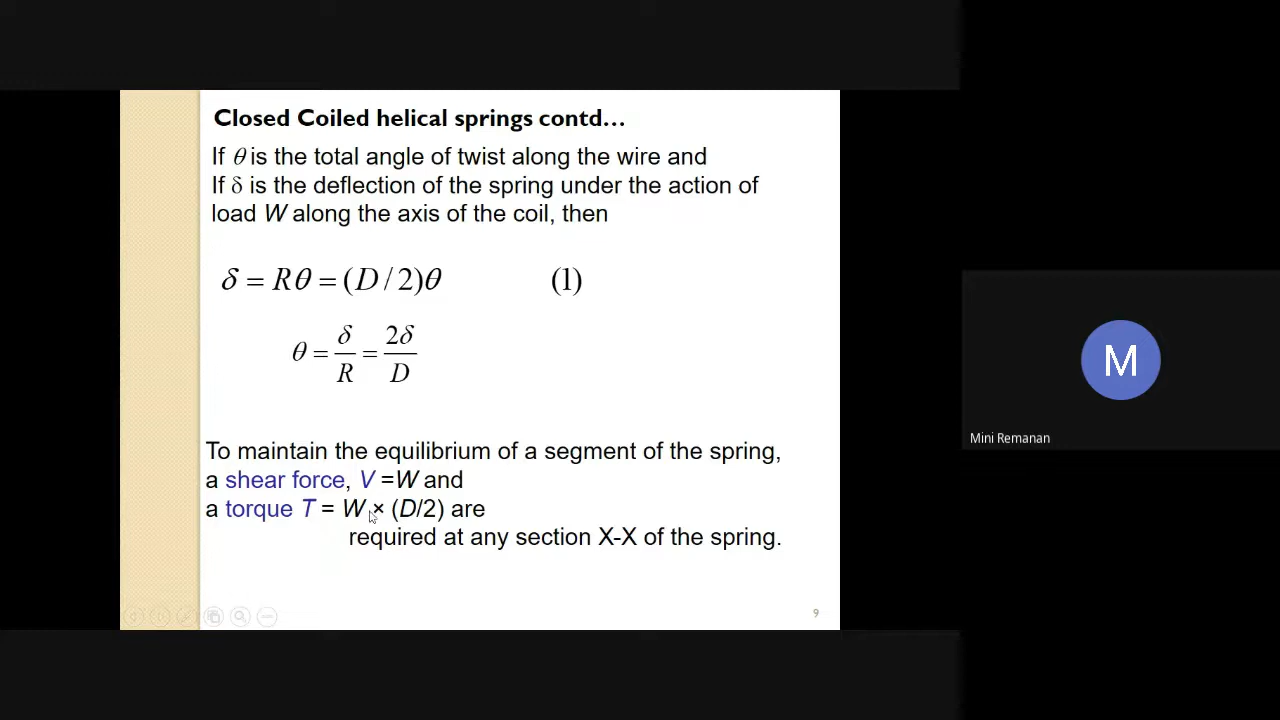 Closed Coiled helical springs contd…
If θ is the total angle of twist along the wire and
If δ is the deflection of the spring under the action of
load W along the axis of the coil, then
δ = Rθ = (D / 2)θ (1)
θ = δ/R = 2δ/D
To maintain the equilibrium of a segment of the spring,
a shear force, V =W and
a torque T = W × (D/2) are
required at any section X-X of the spring.
9
M
Mini Remanan